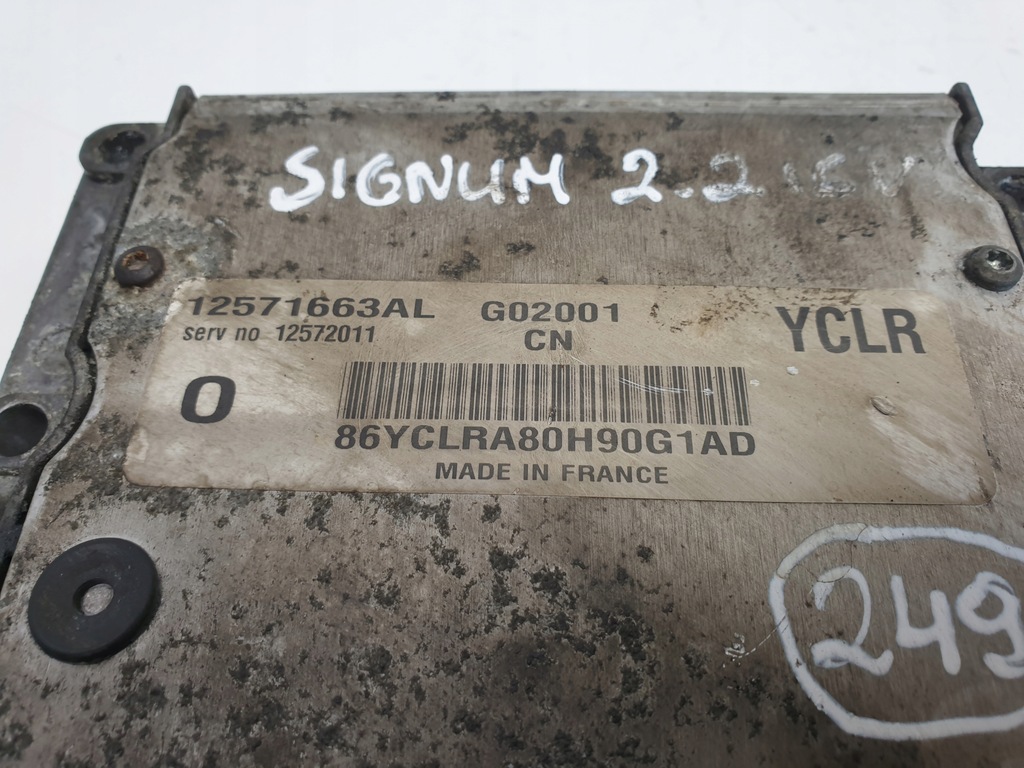 SIGNUM 2.2 16V
12571663AL G02001 YCLR
serv no 12572011 CN
O
86YCLRA80H90G1AD
MADE IN FRANCE
249